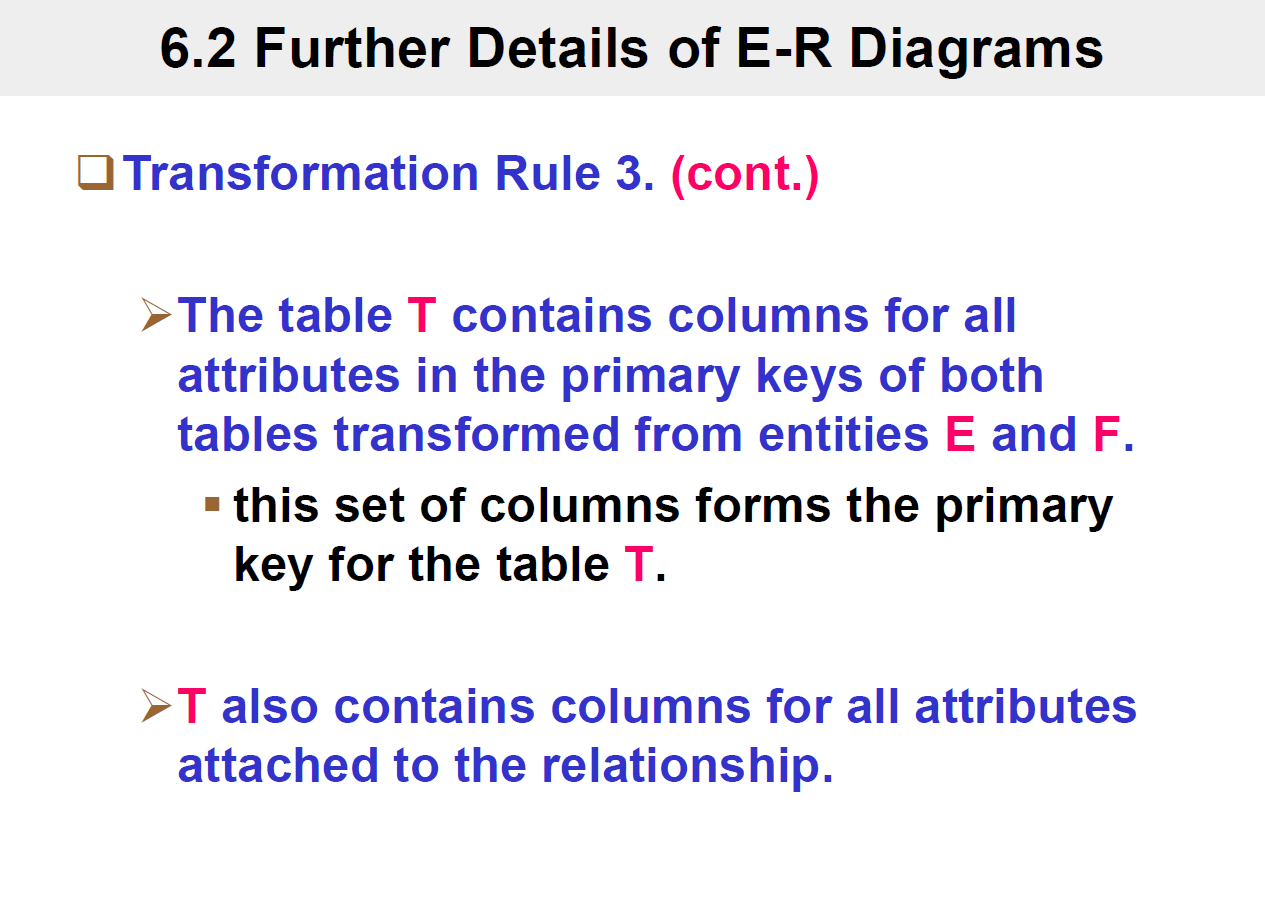 6.2 Further Details of E-R Diagrams
Transformation Rule 3. (cont.)
The table T contains columns for all
attributes in the primary keys of both
tables transformed from entities E and F.
this set of columns forms the primary
key for the table T.
T also contains columns for all attributes
attached to the relationship.